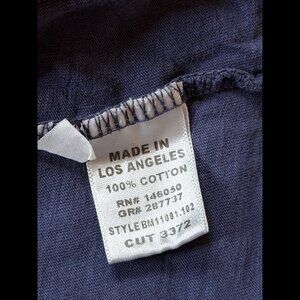 MADE IN
LOS ANGELES
100% COTTON
RN# 146050
GR# 287737
STYLE BM11001.102
CUT 3372